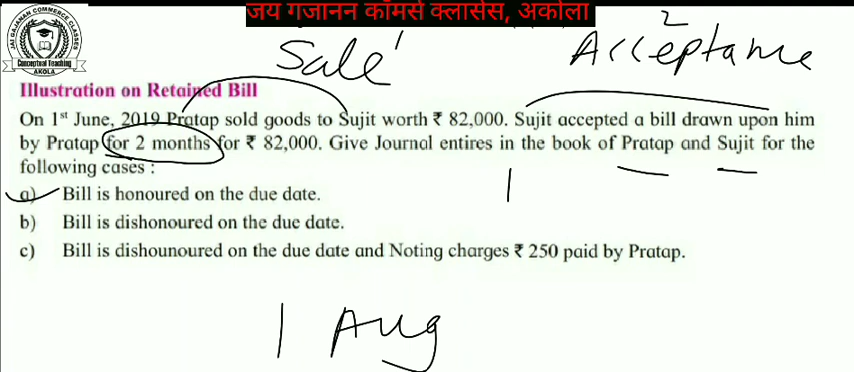 जय गजानन कॉमर्स क्लासेस, अकोला
JAI GAJANAN COMMERCE CLASSES
Conceptual Teaching
AKOLA
Sale 1
2
Acceptance
Illustration on Retained Bill
On 1st June, 2019 Pratap sold goods to Sujit worth ₹ 82,000. Sujit accepted a bill drawn upon him
by Pratap for 2 months for ₹ 82,000. Give Journal entires in the book of Pratap and Sujit for the
following cases :
a) Bill is honoured on the due date.
b) Bill is dishonoured on the due date.
c) Bill is dishounoured on the due date and Noting charges ₹ 250 paid by Pratap.
1 Aug